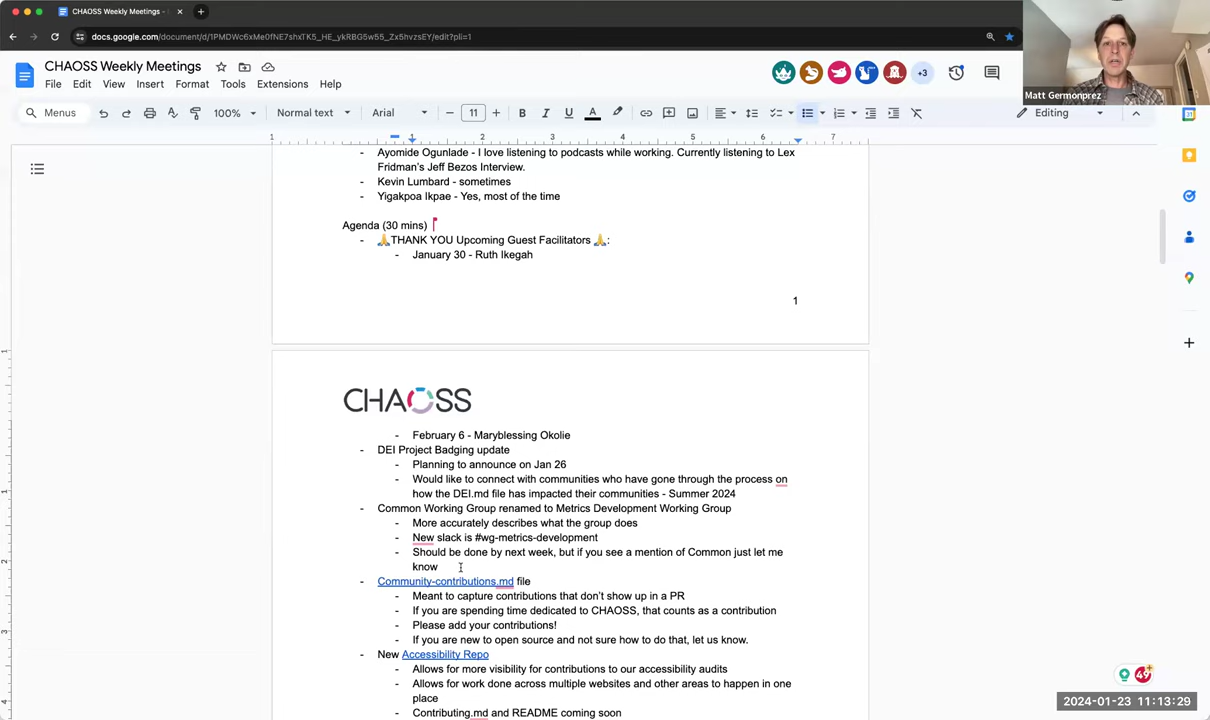 CHAOSS Weekly Meetings -
docs.google.com/document/d/1PMDWc6xMe0fNE7shxTK5_HE_ykRBG5w55_Zx5hvzsEY/edit?pli=1
CHAOSS Weekly Meetings
File Edit View Insert Format Tools Extensions Help
+3
Matt Germonprez
Menus 100% Normal text Arial 11 Editing
1 1 2 3 4 5 6 7
Ayomide Ogunlade - I love listening to podcasts while working. Currently listening to Lex
Fridman's Jeff Bezos Interview.
- Kevin Lumbard - sometimes
- Yigakpoa Ikpae - Yes, most of the time
Agenda (30 mins)
- 🙏THANK YOU Upcoming Guest Facilitators 🙏:
- January 30 - Ruth Ikegah
1
CHAOSS
- February 6 - Maryblessing Okolie
- DEI Project Badging update
- Planning to announce on Jan 26
- Would like to connect with communities who have gone through the process on
how the DEI.md file has impacted their communities - Summer 2024
- Common Working Group renamed to Metrics Development Working Group
- More accurately describes what the group does
- New slack is #wg-metrics-development
- Should be done by next week, but if you see a mention of Common just let me
know
- Community-contributions.md file
- Meant to capture contributions that don't show up in a PR
- If you are spending time dedicated to CHAOSS, that counts as a contribution
- Please add your contributions!
- If you are new to open source and not sure how to do that, let us know.
- New Accessibility Repo
- Allows for more visibility for contributions to our accessibility audits
- Allows for work done across multiple websites and other areas to happen in one
place
- Contributing.md and README coming soon
49
2024-01-23 11:13:29